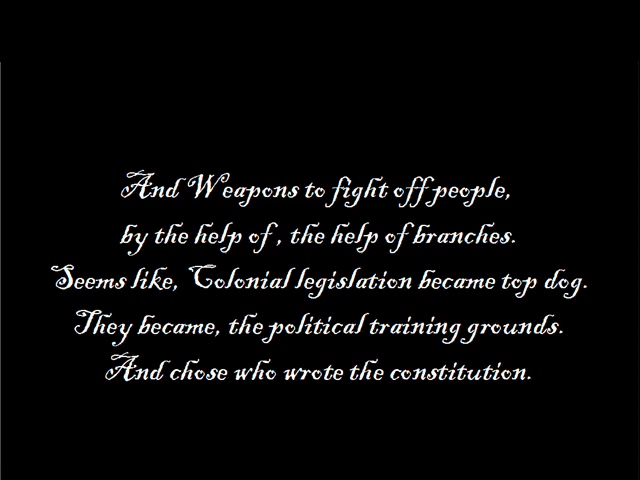 And Weapons to fight off people,
by the help of , the help of branches.
Seems like, Colonial legislation became top dog.
They became, the political training grounds.
And chose who wrote the constitution.